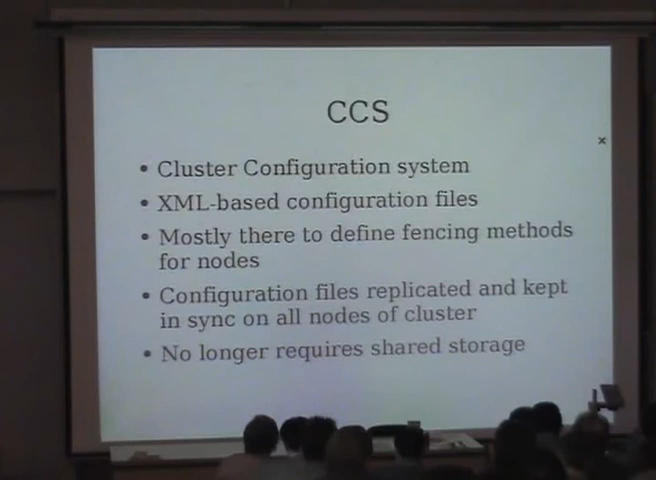 CCS
• Cluster Configuration system
• XML-based configuration files
• Mostly there to define fencing methods
for nodes
• Configuration files replicated and kept
in sync on all nodes of cluster
• No longer requires shared storage